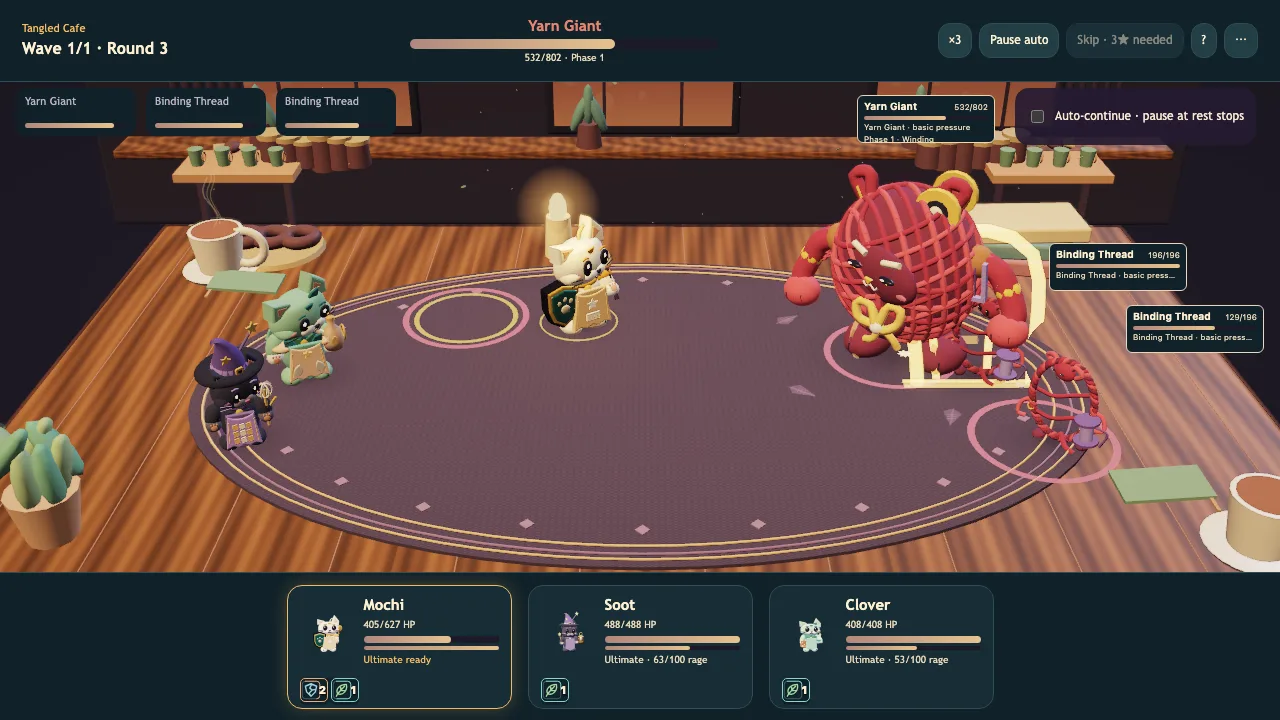 Tangled Cafe
Wave 1/1 · Round 3
Yarn Giant
532/802 · Phase 1
×3
Pause auto
Skip · 3★ needed
?
...
Yarn Giant
Binding Thread
Binding Thread
Yarn Giant 532/802
Yarn Giant · basic pressure
Phase 1 · Winding
Auto-continue · pause at rest stops
Binding Thread 196/196
Binding Thread · basic press...
Binding Thread 129/196
Binding Thread · basic press...
Mochi
405/627 HP
Ultimate ready
2 1
Soot
488/488 HP
Ultimate · 63/100 rage
1
Clover
408/408 HP
Ultimate · 53/100 rage
1